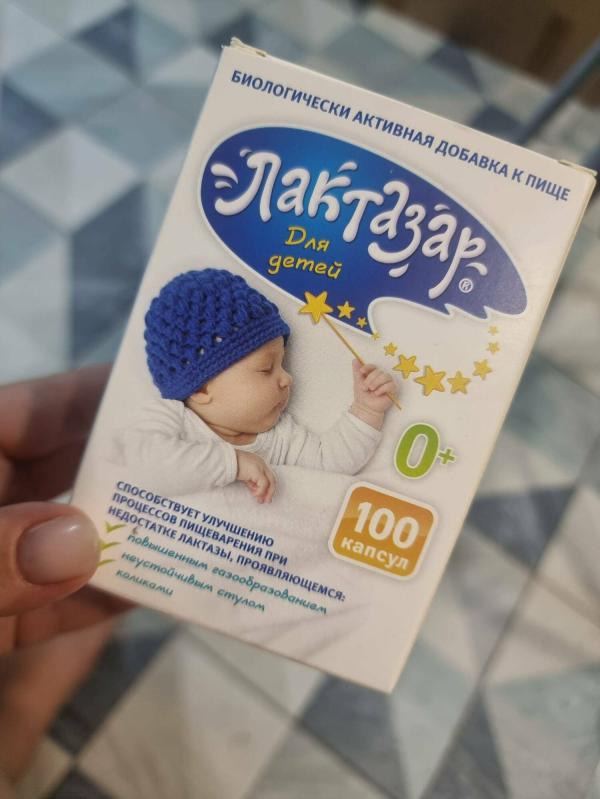 БИОЛОГИЧЕСКИ АКТИВНАЯ ДОБАВКА К ПИЩЕ
Лактазар
®
Для
детей
0+
100
капсул
СПОСОБСТВУЕТ УЛУЧШЕНИЮ
ПРОЦЕССОВ ПИЩЕВАРЕНИЯ ПРИ
НЕДОСТАТКЕ ЛАКТАЗЫ, ПРОЯВЛЯЮЩЕМСЯ:
повышенным газообразованием
неустойчивым стулом
коликами